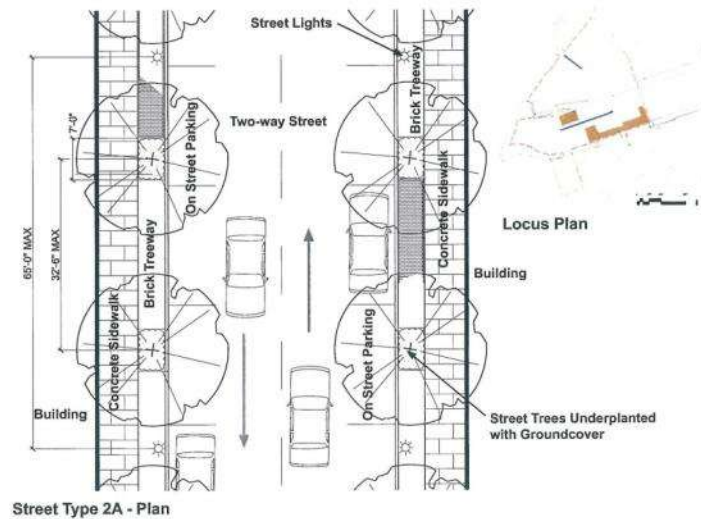 Street Lights
Brick Treeway
Two-way Street
On Street Parking
7'-0"
Concrete Sidewalk
65'-0" MAX
32'-6" MAX
Brick Treeway
Locus Plan
Building
Concrete Sidewalk
On Street Parking
Building
Street Trees Underplanted
with Groundcover
Street Type 2A - Plan